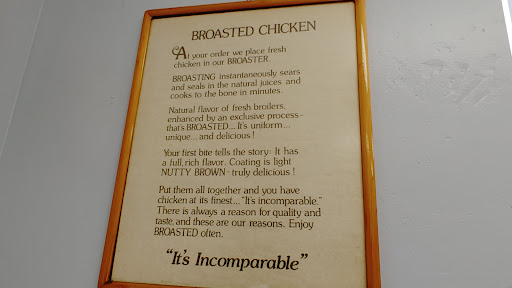 BROASTED CHICKEN
At your order we place fresh
chicken in our BROASTER.
BROASTING instantaneously sears
and seals in the natural juices and
cooks to the bone in minutes.
Natural flavor of fresh broilers,
enhanced by an exclusive process-
that's BROASTED... It's uniform...
unique... and delicious!
Your first bite tells the story: It has
a full, rich flavor. Coating is light
NUTTY BROWN - truly delicious!
Put them all together and you have
chicken at its finest... "It's incomparable."
There is always a reason for quality and
taste, and these are our reasons. Enjoy
BROASTED often.
"It's Incomparable"